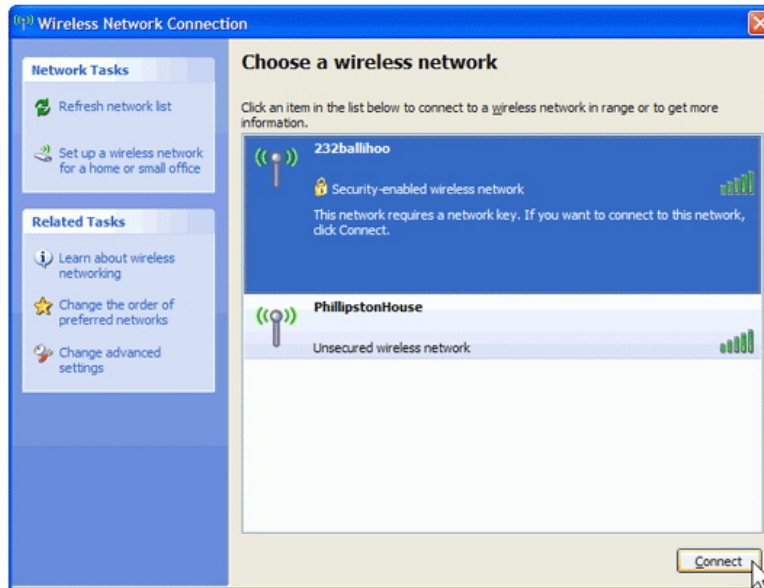 Wireless Network Connection
Network Tasks
Refresh network list
Set up a wireless network
for a home or small office
Related Tasks
Learn about wireless
networking
Change the order of
preferred networks
Change advanced
settings
Choose a wireless network
Click an item in the list below to connect to a wireless network in range or to get more
information.
232ballihoo
Security-enabled wireless network
This network requires a network key. If you want to connect to this network,
click Connect.
PhillipstonHouse
Unsecured wireless network
Connect